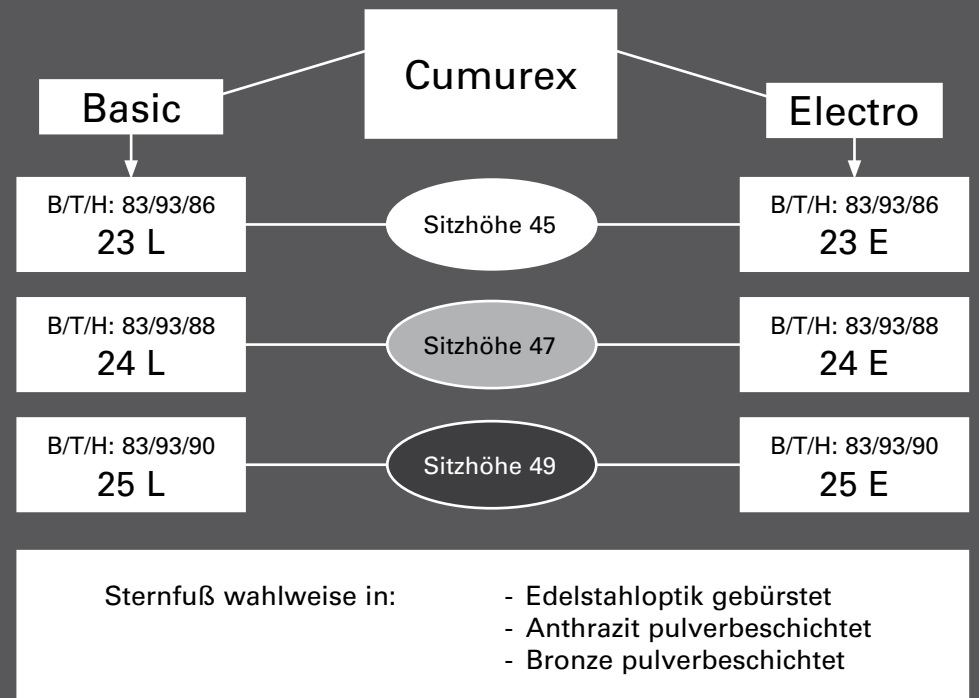 Cumurex
Basic
Electro
B/T/H: 83/93/86
23 L
Sitzhöhe 45
B/T/H: 83/93/86
23 E
B/T/H: 83/93/88
24 L
Sitzhöhe 47
B/T/H: 83/93/88
24 E
B/T/H: 83/93/90
25 L
Sitzhöhe 49
B/T/H: 83/93/90
25 E
Sternfuß wahlweise in:
- Edelstahloptik gebürstet
- Anthrazit pulverbeschichtet
- Bronze pulverbeschichtet